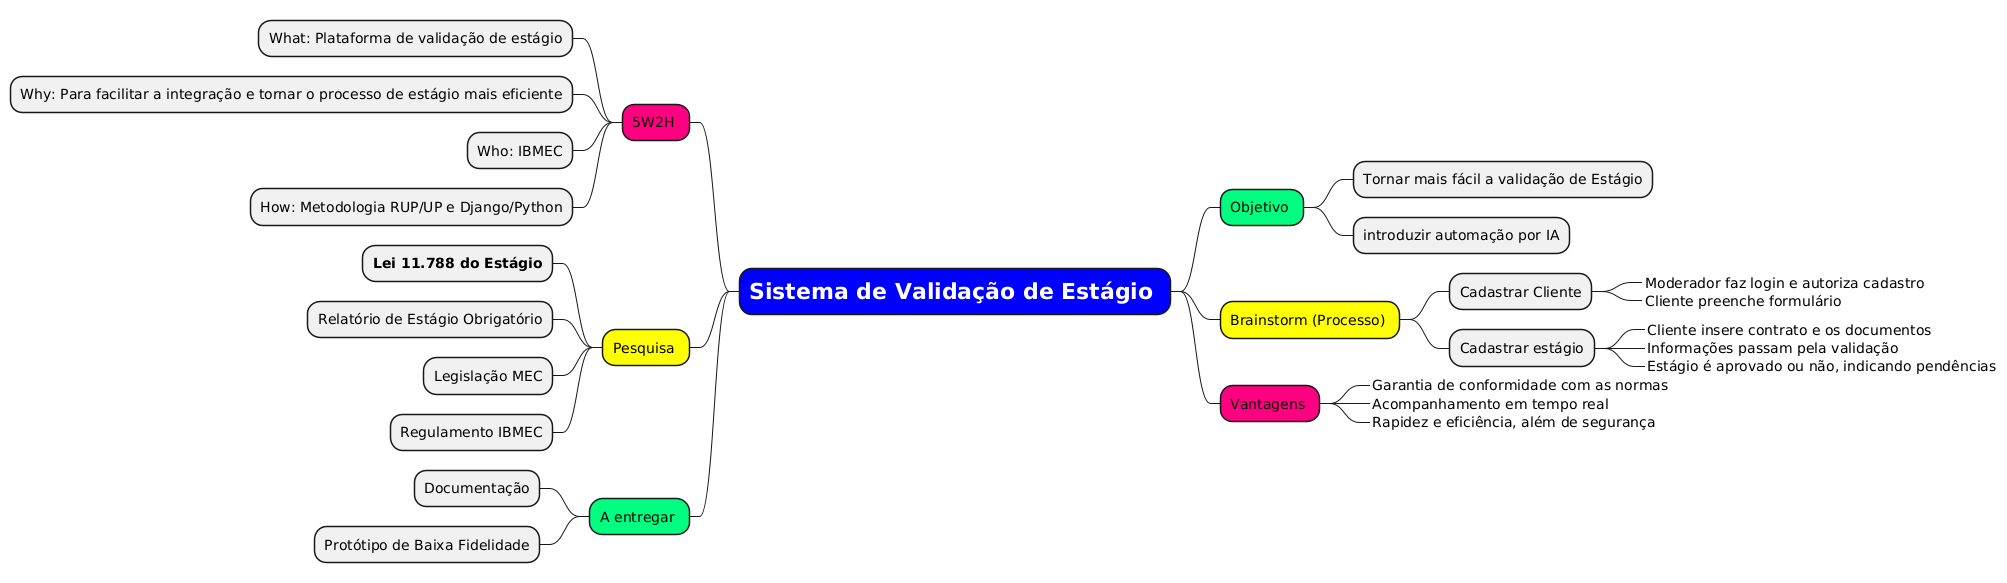 What: Plataforma de validação de estágio
Why: Para facilitar a integração e tornar o processo de estágio mais eficiente
Who: IBMEC
How: Metodologia RUP/UP e Django/Python
5W2H
Lei 11.788 do Estágio
Relatório de Estágio Obrigatório
Legislação MEC
Regulamento IBMEC
Pesquisa
Documentação
Protótipo de Baixa Fidelidade
A entregar
Sistema de Validação de Estágio
Objetivo
Tornar mais fácil a validação de Estágio
introduzir automação por IA
Brainstorm (Processo)
Cadastrar Cliente
Moderador faz login e autoriza cadastro
Cliente preenche formulário
Cadastrar estágio
Cliente insere contrato e os documentos
Informações passam pela validação
Estágio é aprovado ou não, indicando pendências
Vantagens
Garantia de conformidade com as normas
Acompanhamento em tempo real
Rapidez e eficiência, além de segurança